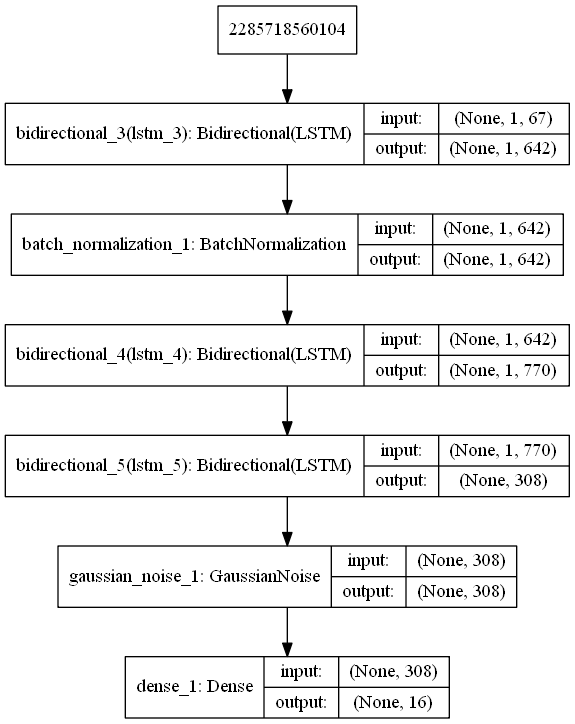 2285718560104
bidirectional_3(lstm_3): Bidirectional(LSTM)
input: (None, 1, 67)
output: (None, 1, 642)
batch_normalization_1: BatchNormalization
input: (None, 1, 642)
output: (None, 1, 642)
bidirectional_4(lstm_4): Bidirectional(LSTM)
input: (None, 1, 642)
output: (None, 1, 770)
bidirectional_5(lstm_5): Bidirectional(LSTM)
input: (None, 1, 770)
output: (None, 308)
gaussian_noise_1: GaussianNoise
input: (None, 308)
output: (None, 308)
dense_1: Dense
input: (None, 308)
output: (None, 16)